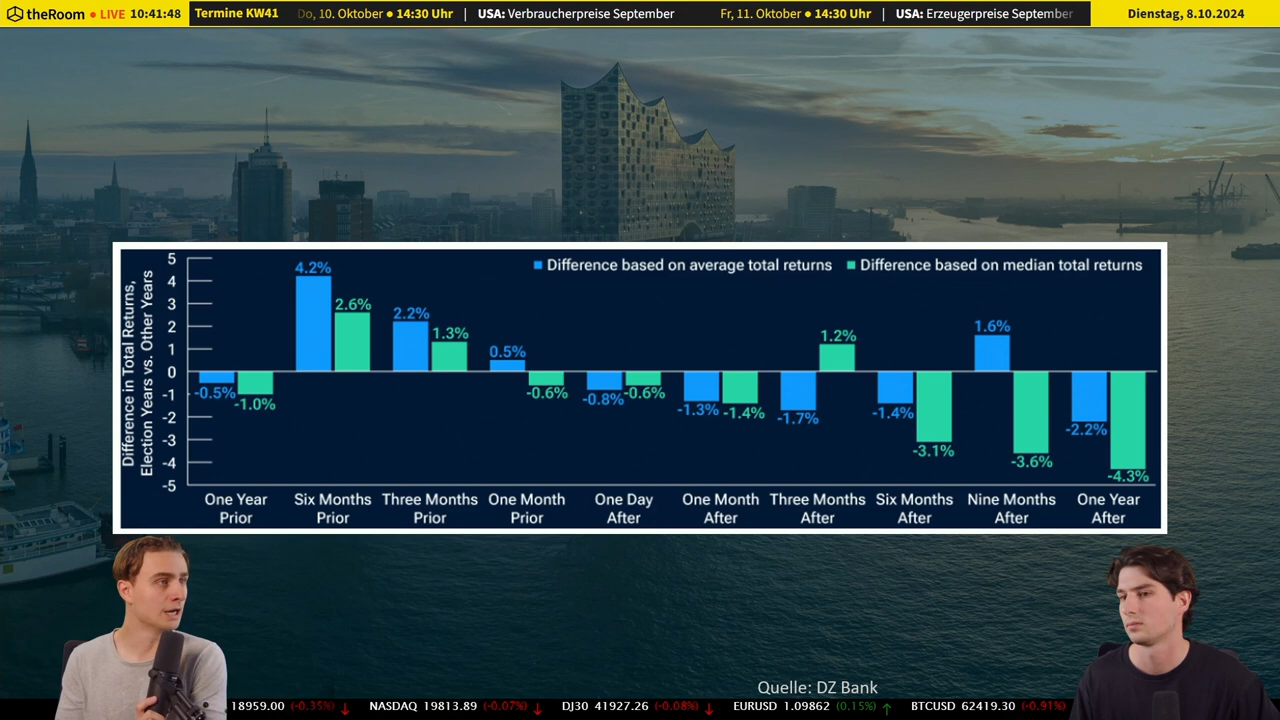 theRoom • LIVE 10:41:48
Termine KW41
Do, 10. Oktober • 14:30 Uhr | USA: Verbraucherpreise September
Fr, 11. Oktober • 14:30 Uhr | USA: Erzeugerpreise September
Dienstag, 8.10.2024
Difference in Total Returns,
Election Years vs. Other Years
Difference based on average total returns
Difference based on median total returns
5
4
3
2
1
0
-1
-2
-3
-4
-5
-0.5%
-1.0%
4.2%
2.6%
2.2%
1.3%
0.5%
-0.6%
-0.8%
-0.6%
-1.3%
-1.4%
-1.7%
1.2%
-1.4%
-3.1%
1.6%
-3.6%
-2.2%
-4.3%
One Year
Prior
Six Months
Prior
Three Months
Prior
One Month
Prior
One Day
After
One Month
After
Three Months
After
Six Months
After
Nine Months
After
One Year
After
Quelle: DZ Bank
18959.00 (-0.35%) ↓ NASDAQ 19813.89 (-0.07%) ↓ DJ30 41927.26 (-0.08%) ↓ EURUSD 1.09862 (0.15%) ↑ BTCUSD 62419.30 (-0.91%)